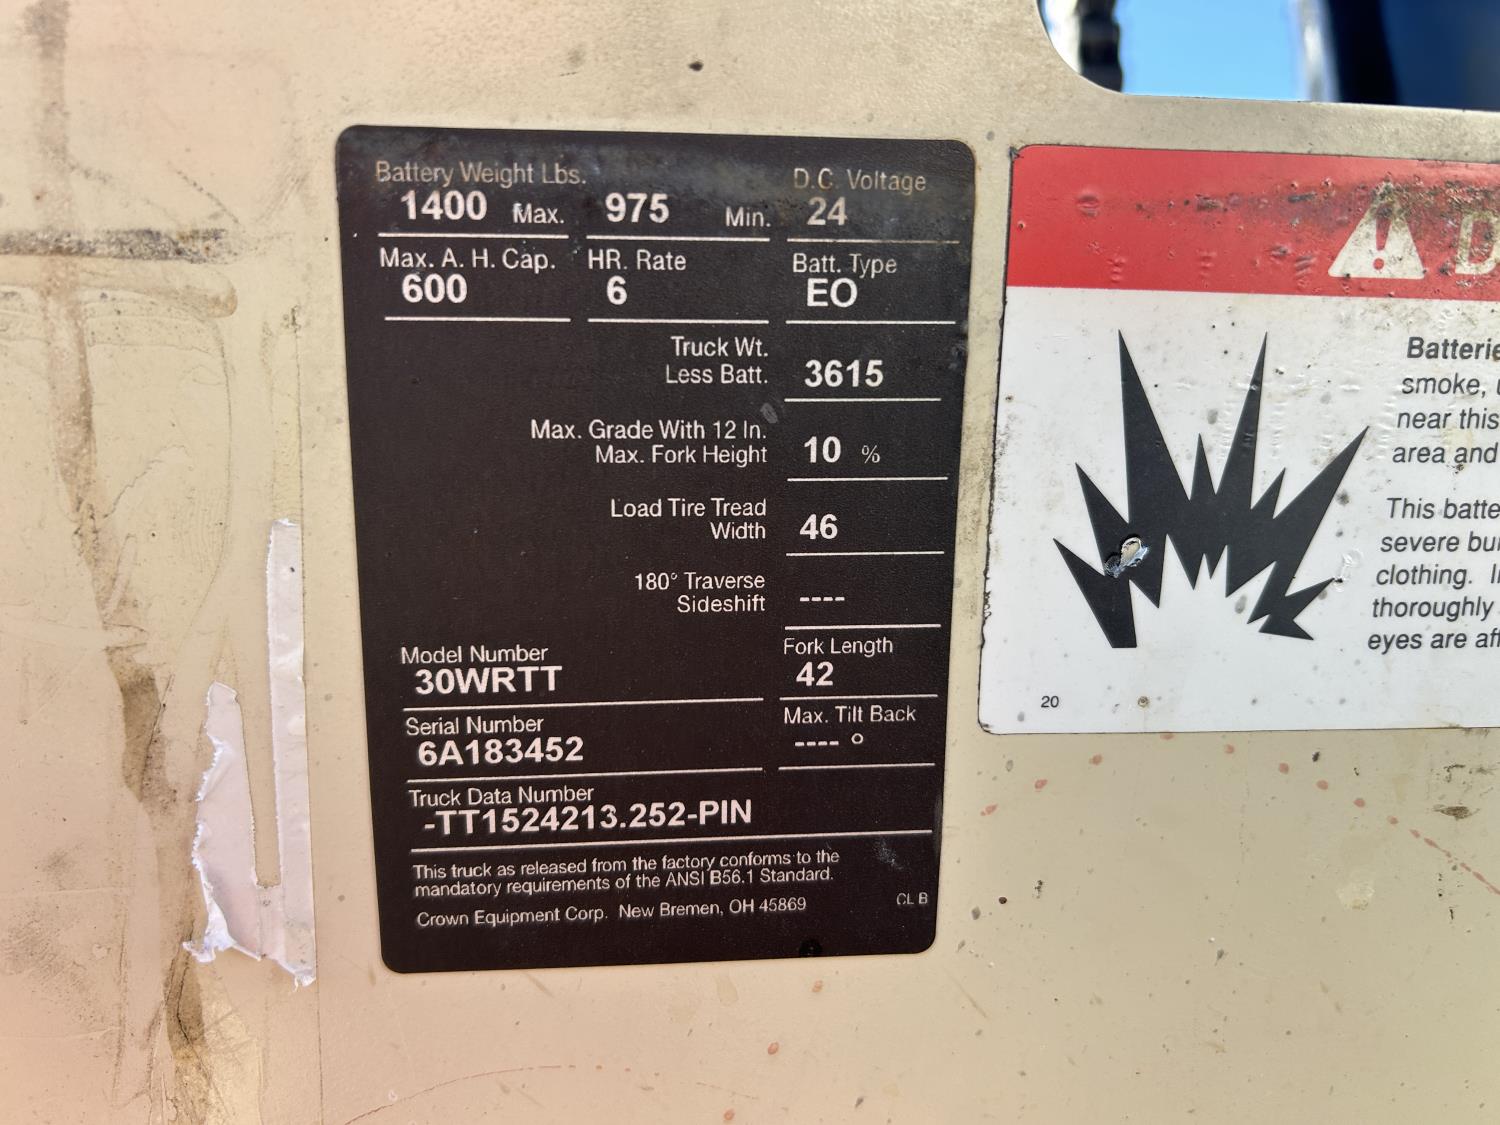 Battery Weight Lbs. D.C. Voltage
1400 Max. 975 Min. 24
Max. A. H. Cap. HR. Rate Batt. Type
600 6 EO
Truck Wt.
Less Batt. 3615
Max. Grade With 12 In.
Max. Fork Height 10 %
Load Tire Tread
Width 46
180° Traverse
Sideshift ----
Model Number Fork Length
30WRTT 42
Serial Number Max. Tilt Back
6A183452 ---- °
Truck Data Number
-TT1524213.252-PIN
This truck as released from the factory conforms to the
mandatory requirements of the ANSI B56.1 Standard.
Crown Equipment Corp. New Bremen, OH 45869 CL B
D
Batterie
smoke, u
near this
area and
This batte
severe bur
clothing. I
thoroughly
eyes are aff
20